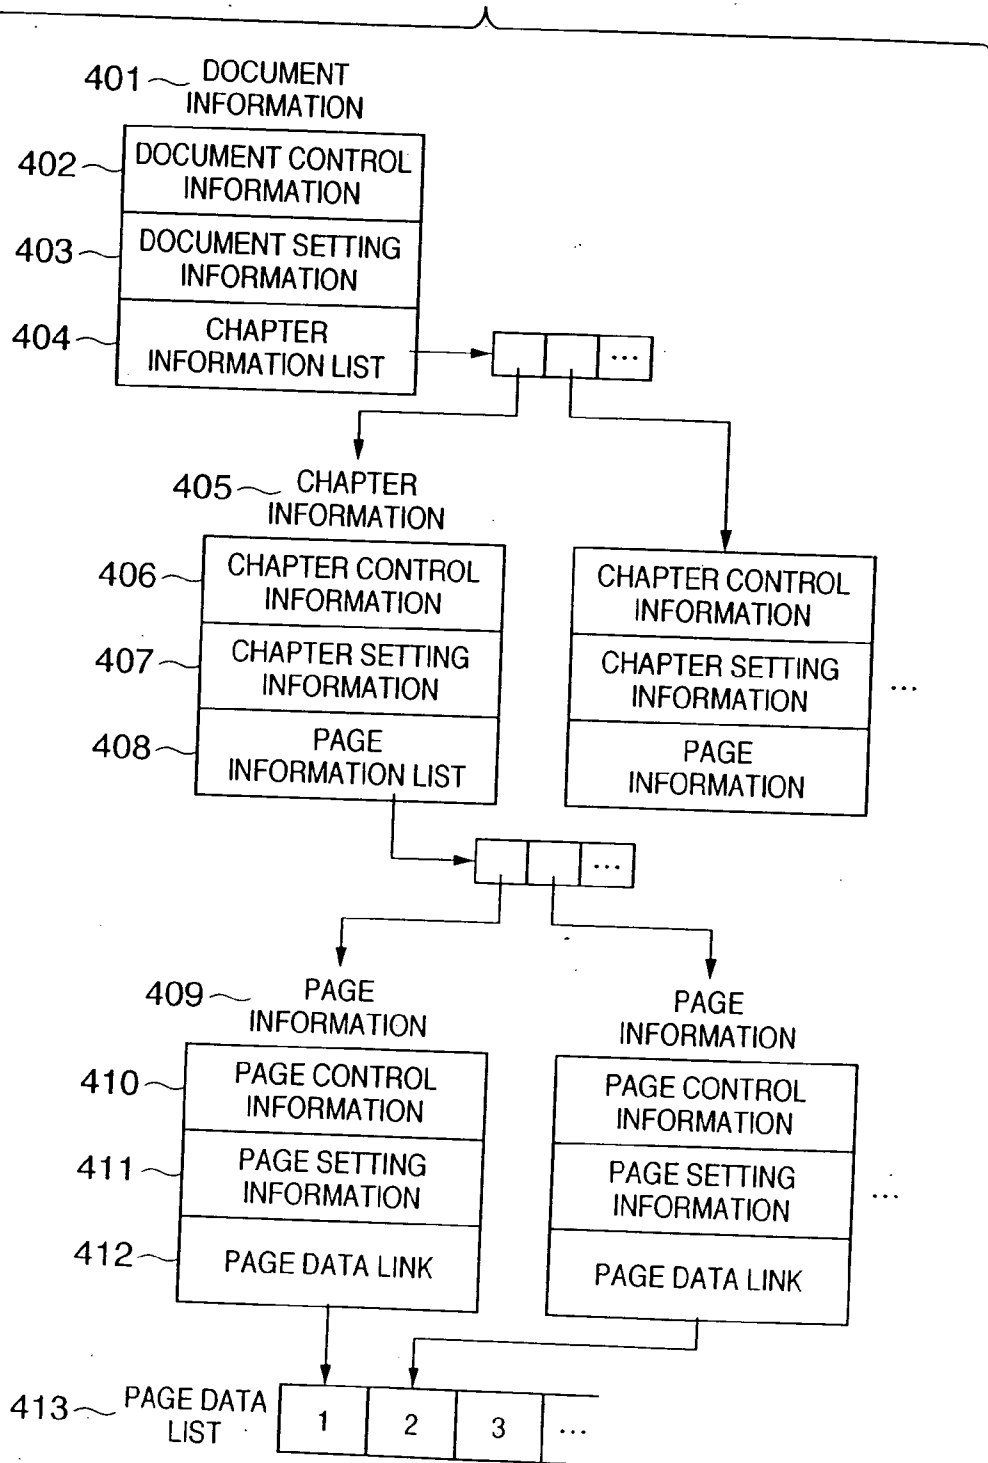 401 DOCUMENT
INFORMATION
402 DOCUMENT CONTROL
INFORMATION
403 DOCUMENT SETTING
INFORMATION
404 CHAPTER
INFORMATION LIST
...
405 CHAPTER
INFORMATION
406 CHAPTER CONTROL
INFORMATION
407 CHAPTER SETTING
INFORMATION
408 PAGE
INFORMATION LIST
CHAPTER CONTROL
INFORMATION
CHAPTER SETTING
INFORMATION
...
PAGE
INFORMATION
...
409 PAGE
INFORMATION
410 PAGE CONTROL
INFORMATION
411 PAGE SETTING
INFORMATION
412 PAGE DATA LINK
PAGE
INFORMATION
PAGE CONTROL
INFORMATION
PAGE SETTING
INFORMATION
...
PAGE DATA LINK
413 PAGE DATA
LIST
1 2 3 ...